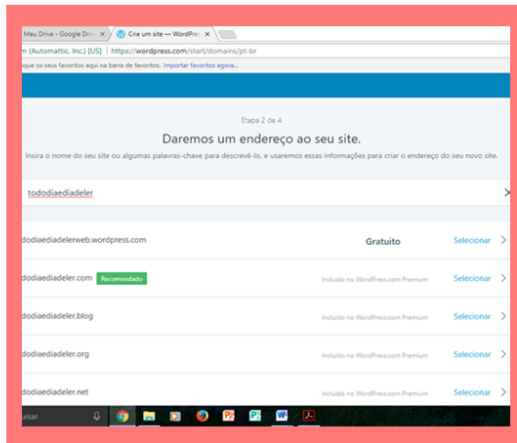 Meu Drive - Google Driv × Crie um site — WordPre: ×
m (Automattic, Inc.) [US] | https://wordpress.com/start/domains/pt-br
oque os seus favoritos aqui na barra de favoritos. Importar favoritos agora...
Etapa 2 de 4
Daremos um endereço ao seu site.
Insira o nome do seu site ou algumas palavras-chave para descrevê-lo, e usaremos essas informações para criar o endereço do seu novo site.
tododiaediadeler
dodiaediadelerweb.wordpress.com Gratuito Selecionar
dodiaediadeler.com Recomendado Incluído no WordPress.com Premium Selecionar
dodiaediadeler.blog Incluído no WordPress.com Premium Selecionar
dodiaediadeler.org Incluído no WordPress.com Premium Selecionar
dodiaediadeler.net Incluído no WordPress.com Premium Selecionar
uisar